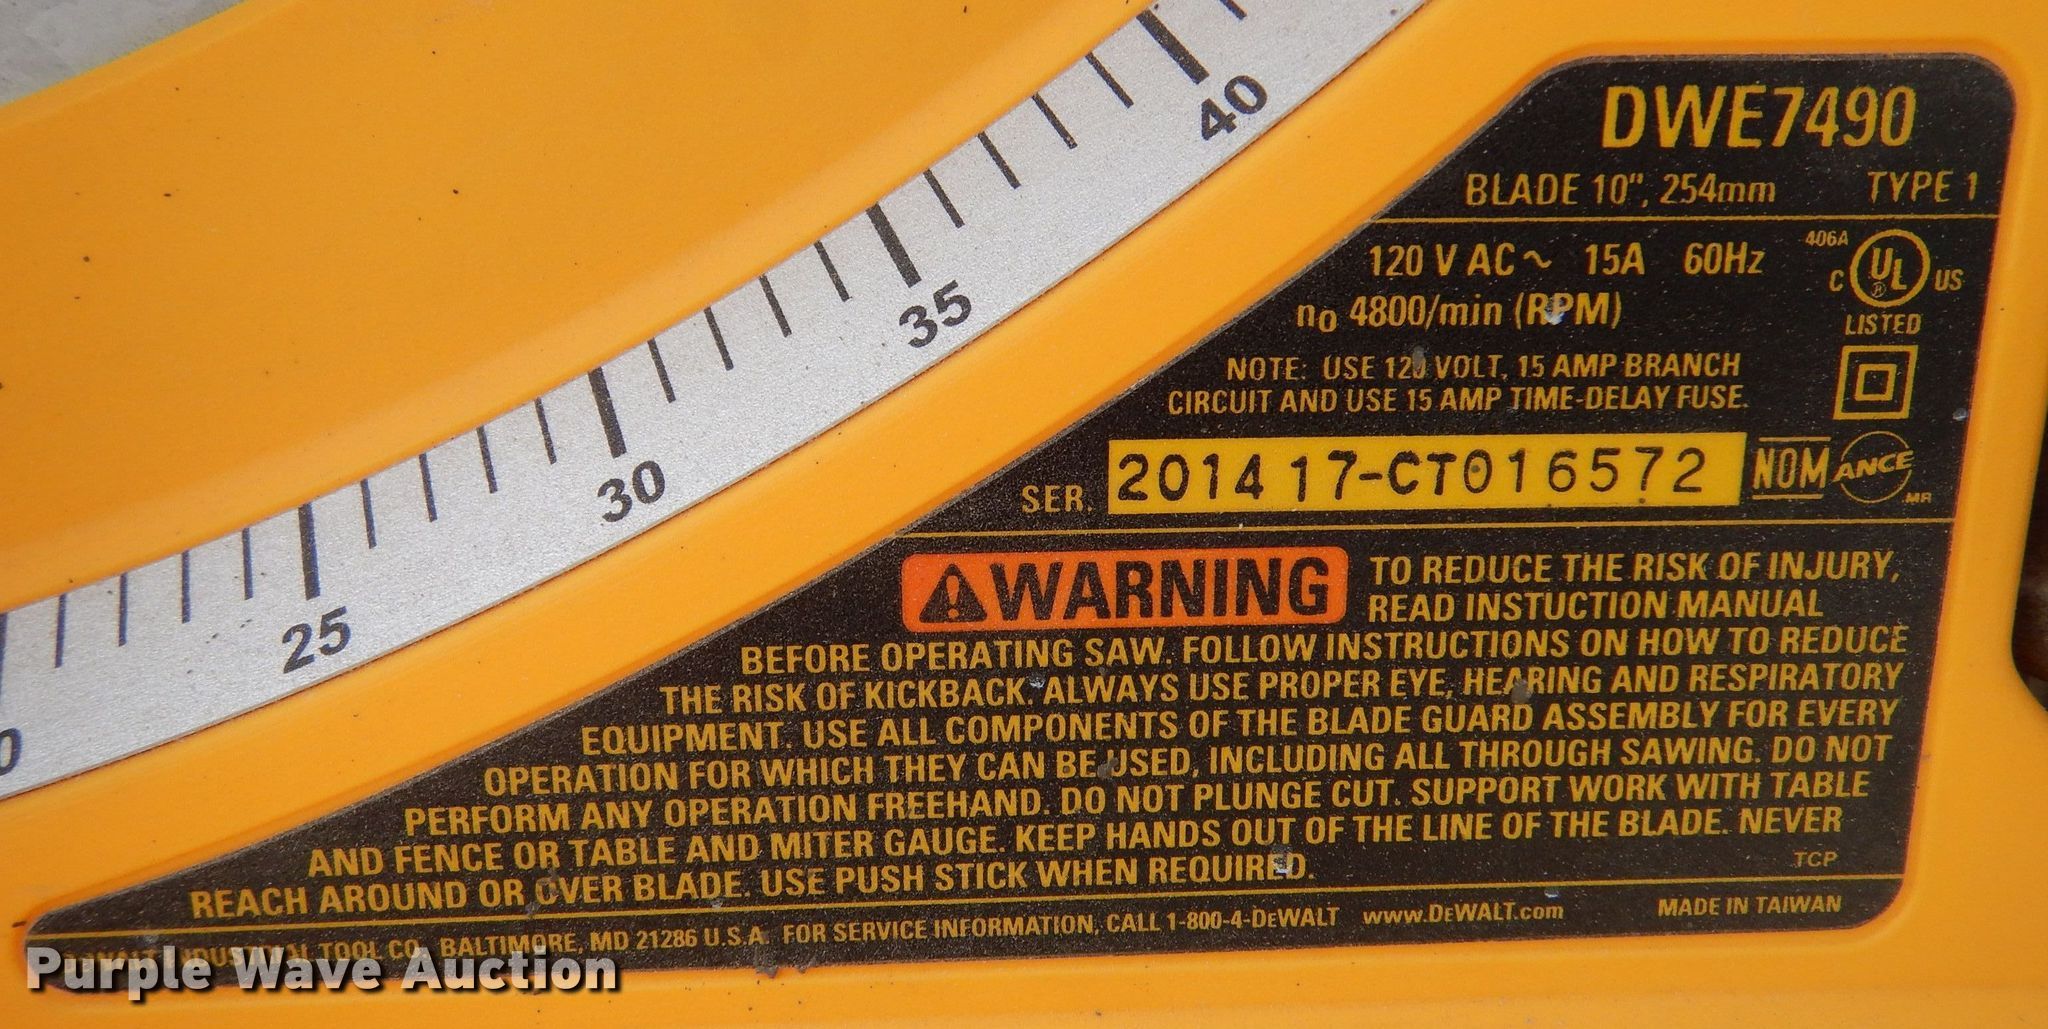 DWE7490
BLADE 10", 254mm TYPE 1
120 V AC ~ 15A 60Hz
406A
C UL US
®
LISTED
no 4800/min (RPM)
NOTE: USE 120 VOLT, 15 AMP BRANCH
CIRCUIT AND USE 15 AMP TIME-DELAY FUSE.
SER. 201417-CT016572
NOM ANCE
MR
WARNING TO REDUCE THE RISK OF INJURY,
READ INSTUCTION MANUAL
BEFORE OPERATING SAW. FOLLOW INSTRUCTIONS ON HOW TO REDUCE
THE RISK OF KICKBACK. ALWAYS USE PROPER EYE, HEARING AND RESPIRATORY
EQUIPMENT. USE ALL COMPONENTS OF THE BLADE GUARD ASSEMBLY FOR EVERY
OPERATION FOR WHICH THEY CAN BE USED, INCLUDING ALL THROUGH SAWING. DO NOT
PERFORM ANY OPERATION FREEHAND. DO NOT PLUNGE CUT. SUPPORT WORK WITH TABLE
AND FENCE OR TABLE AND MITER GAUGE. KEEP HANDS OUT OF THE LINE OF THE BLADE. NEVER
REACH AROUND OR OVER BLADE. USE PUSH STICK WHEN REQUIRED.
TCP
INDUSTRIAL TOOL CO., BALTIMORE, MD 21286 U.S.A. FOR SERVICE INFORMATION, CALL 1-800-4-DEWALT www.DEWALT.com MADE IN TAIWAN
40
35
30
25
0
Purple Wave Auction